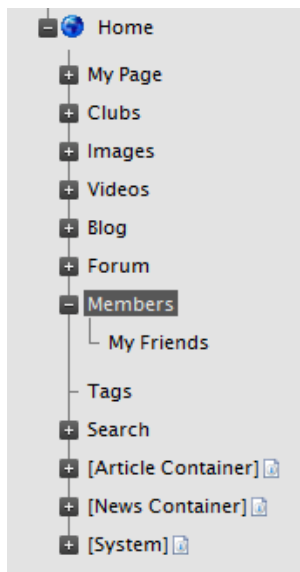 Home
My Page
Clubs
Images
Videos
Blog
Forum
Members
My Friends
Tags
Search
[Article Container]
[News Container]
[System]